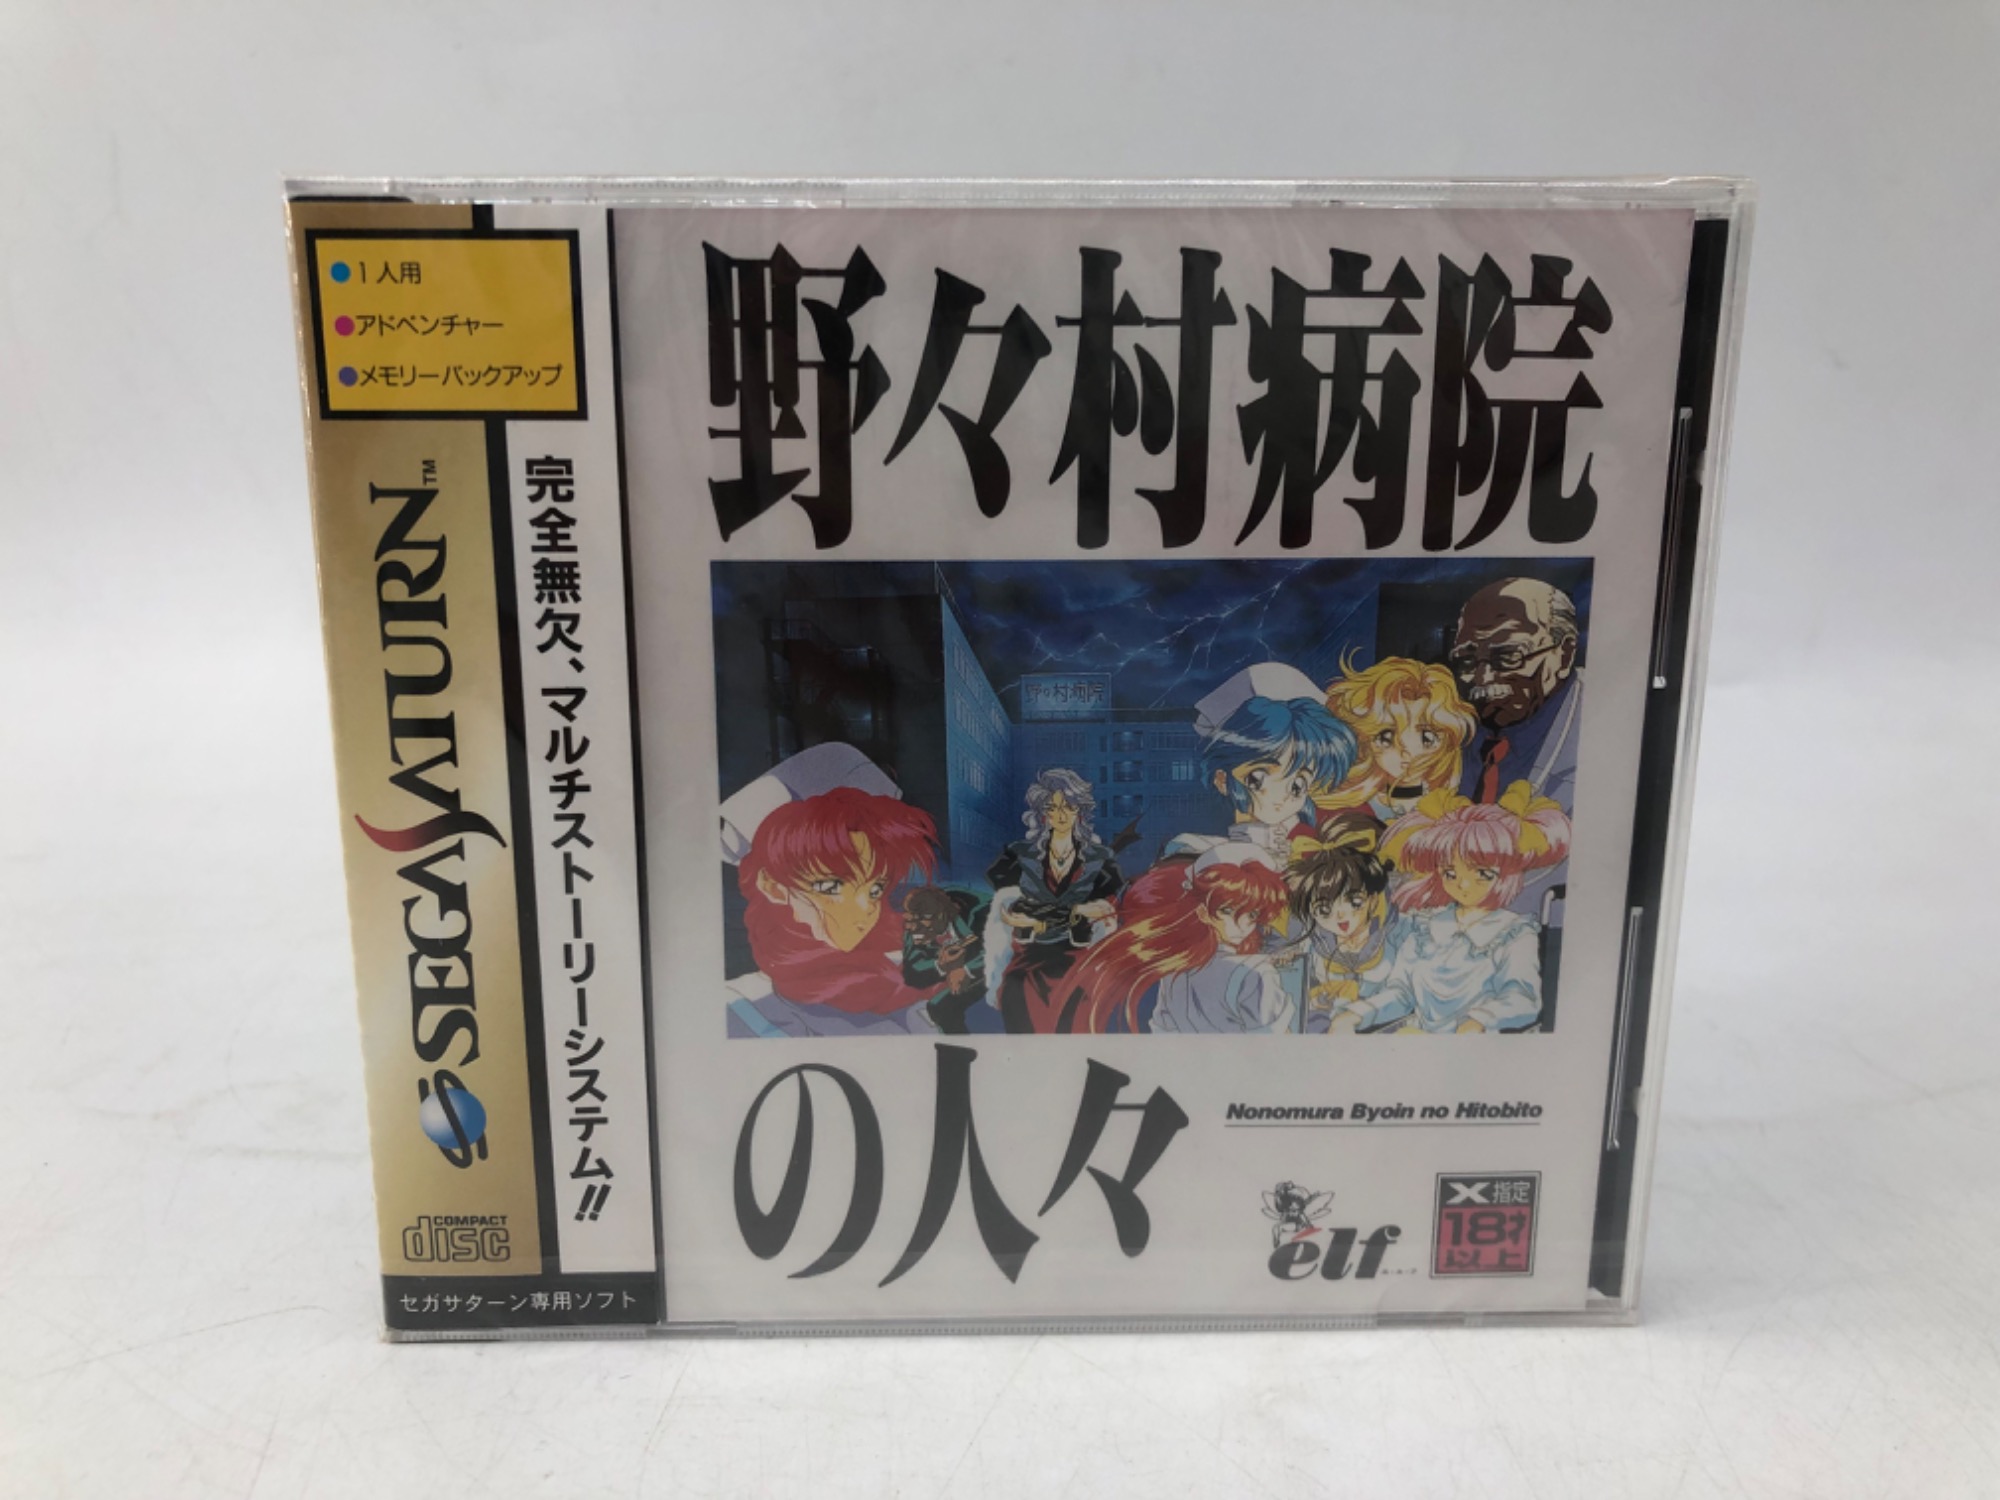 1人用
アドベンチャー
メモリーバックアップ
SEGA SATURN™
完全無欠、マルチストーリーシステム!!
COMPACT
disc
セガサターン専用ソフト
野々村病院
野々村病院
の人々
Nonomura Byoin no Hitobito
élf
X指定
18才
以上